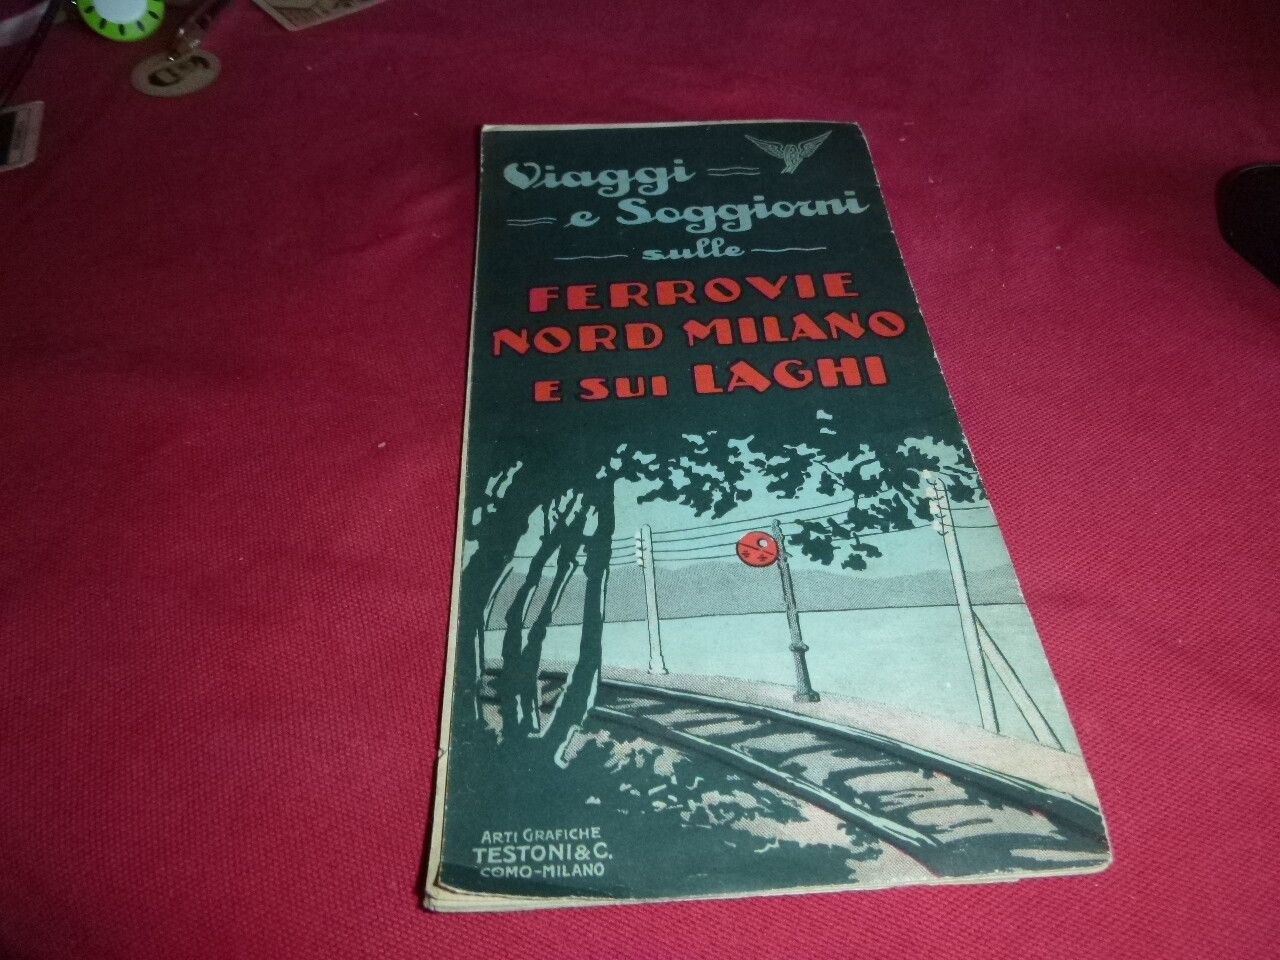 Viaggi
e Soggiorni
sulle
FERROVIE
NORD MILANO
E SUI LAGHI
ARTI GRAFICHE
TESTONI & C.
COMO-MILANO